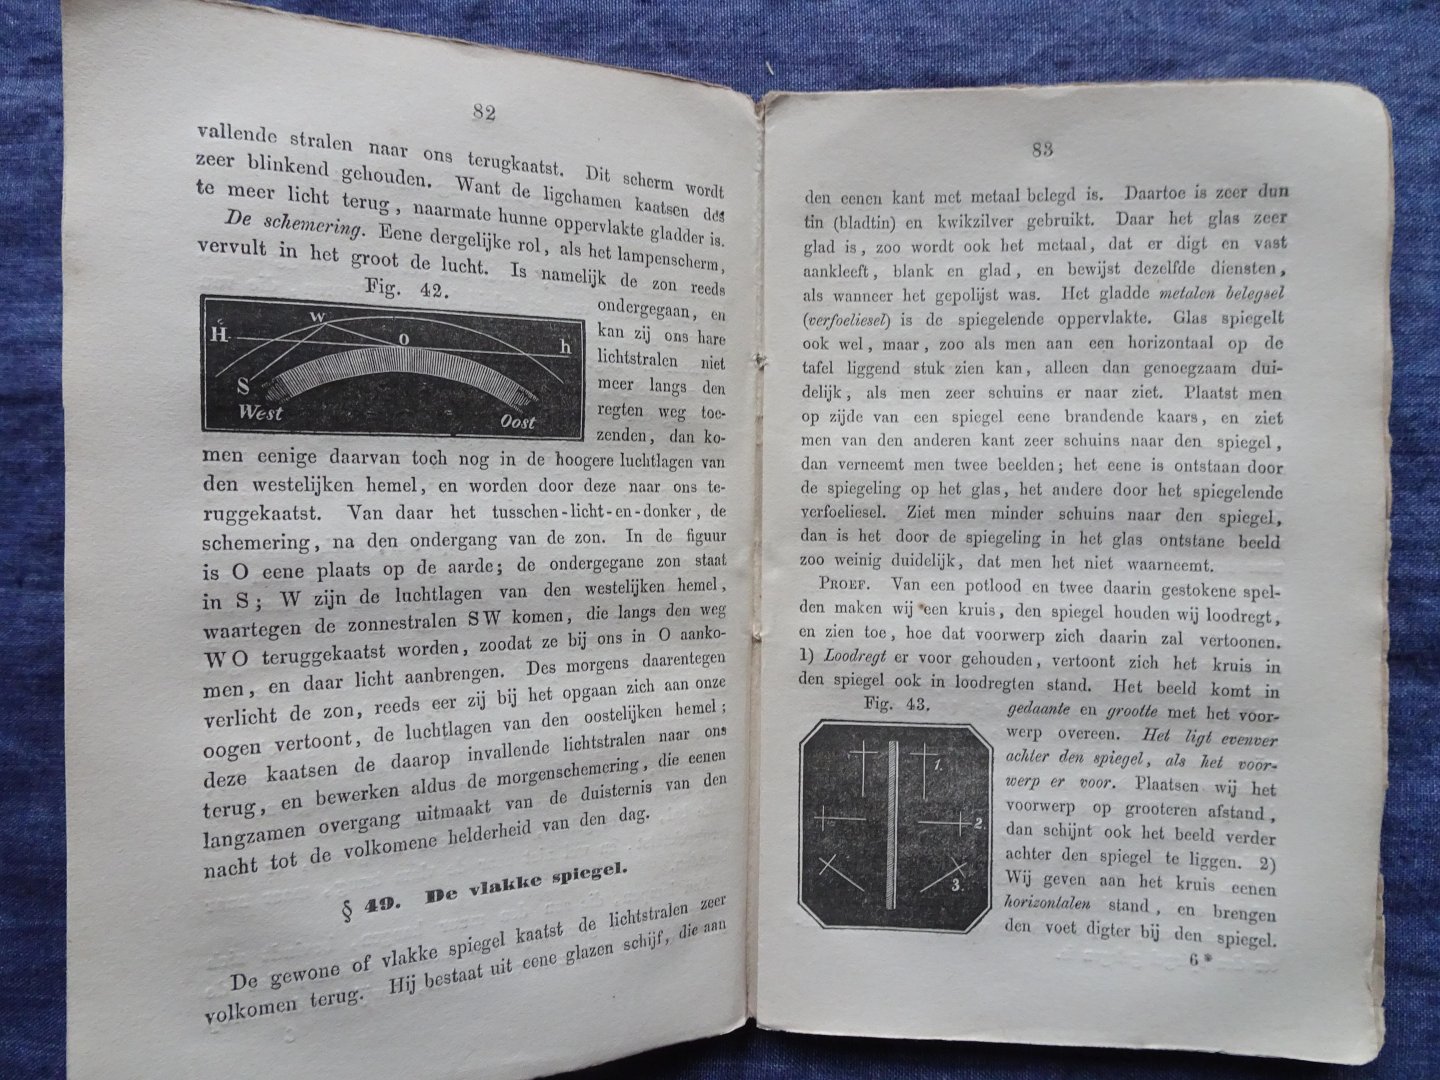 82
vallende stralen naar ons terugkaatst. Dit scherm wordt
zeer blinkend gehouden. Want de ligchamen kaatsen des
te meer licht terug, naarmate hunne oppervlakte gladder is.
De schemering. Eene dergelijke rol, als het lampenscherm,
vervult in het groot de lucht. Is namelijk de zon reeds
Fig. 42.
H W O h
S West Oost
ondergegaan, en
kan zij ons hare
lichtstralen niet
meer langs den
regten weg toe-
zenden, dan ko-
men eenige daarvan toch nog in de hoogere luchtlagen van
den westelijken hemel, en worden door deze naar ons te-
ruggekaatst. Van daar het tusschen-licht-en-donker, de
schemering, na den ondergang van de zon. In de figuur
is O eene plaats op de aarde; de ondergegane zon staat
in S; W zijn de luchtlagen van den westelijken hemel,
waartegen de zonnestralen SW komen, die langs den weg
WO teruggekaatst worden, zoodat ze bij ons in O aanko-
men, en daar licht aanbrengen. Des morgens daarentegen
verlicht de zon, reeds eer zij bij het opgaan zich aan onze
oogen vertoont, de luchtlagen van den oostelijken hemel;
deze kaatsen de daarop invallende lichtstralen naar ons
terug, en bewerken aldus de morgenschemering, die eenen
langzamen overgang uitmaakt van de duisternis van den
nacht tot de volkomene helderheid van den dag.
§ 49. De vlakke spiegel.
De gewone of vlakke spiegel kaatst de lichtstralen zeer
volkomen terug. Hij bestaat uit eene glazen schijf, die aan
83
den eenen kant met metaal belegd is. Daartoe is zeer dun
tin (bladtin) en kwikzilver gebruikt. Daar het glas zeer
glad is, zoo wordt ook het metaal, dat er digt en vast
aankleeft, blank en glad, en bewijst dezelfde diensten,
als wanneer het gepolijst was. Het gladde metalen belegsel
(verfoeliesel) is de spiegelende oppervlakte. Glas spiegelt
ook wel, maar, zoo als men aan een horizontaal op de
tafel liggend stuk zien kan, alleen dan genoegzaam dui-
delijk, als men zeer schuins er naar ziet. Plaatst men
op zijde van een spiegel eene brandende kaars, en ziet
men van den anderen kant zeer schuins naar den spiegel,
dan verneemt men twee beelden; het eene is ontstaan door
de spiegeling op het glas, het andere door het spiegelende
verfoeliesel. Ziet men minder schuins naar den spiegel,
dan is het door de spiegeling in het glas ontstane beeld
zoo weinig duidelijk, dat men het niet waarneemt.
PROEF. Van een potlood en twee daarin gestokene spel-
den maken wij een kruis, den spiegel houden wij loodregt,
en zien toe, hoe dat voorwerp zich daarin zal vertoonen.
1) Loodregt er voor gehouden, vertoont zich het kruis in
den spiegel ook in loodregten stand. Het beeld komt in
Fig. 43.
1.
2.
3.
gedaante en grootte met het voor-
werp overeen. Het ligt evenver
achter den spiegel, als het voor-
werp er voor. Plaatsen wij het
voorwerp op grooteren afstand,
dan schijnt ook het beeld verder
achter den spiegel te liggen. 2)
Wij geven aan het kruis eenen
horizontalen stand, en brengen
den voet digter bij den spiegel.
6*